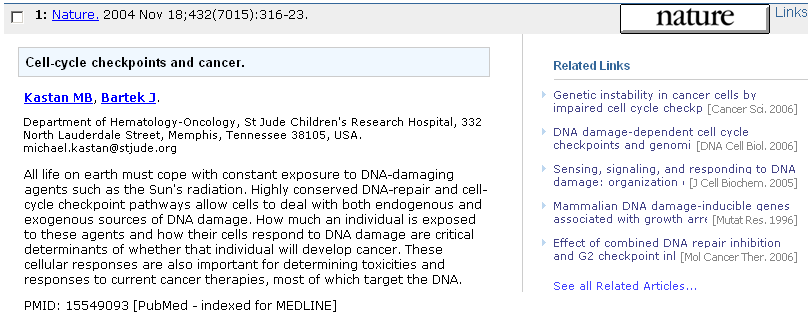 1: Nature. 2004 Nov 18;432(7015):316-23.
nature
Links
Cell-cycle checkpoints and cancer.
Kastan MB, Bartek J.
Department of Hematology-Oncology, St Jude Children's Research Hospital, 332
North Lauderdale Street, Memphis, Tennessee 38105, USA.
michael.kastan@stjude.org
All life on earth must cope with constant exposure to DNA-damaging
agents such as the Sun's radiation. Highly conserved DNA-repair and cell-
cycle checkpoint pathways allow cells to deal with both endogenous and
exogenous sources of DNA damage. How much an individual is exposed
to these agents and how their cells respond to DNA damage are critical
determinants of whether that individual will develop cancer. These
cellular responses are also important for determining toxicities and
responses to current cancer therapies, most of which target the DNA.
PMID: 15549093 [PubMed - indexed for MEDLINE]
Related Links
Genetic instability in cancer cells by
impaired cell cycle checkp [Cancer Sci. 2006]
DNA damage-dependent cell cycle
checkpoints and genomi [DNA Cell Biol. 2006]
Sensing, signaling, and responding to DNA
damage: organization [J Cell Biochem. 2005]
Mammalian DNA damage-inducible genes
associated with growth arre [Mutat Res. 1996]
Effect of combined DNA repair inhibition
and G2 checkpoint inl [Mol Cancer Ther. 2006]
See all Related Articles...